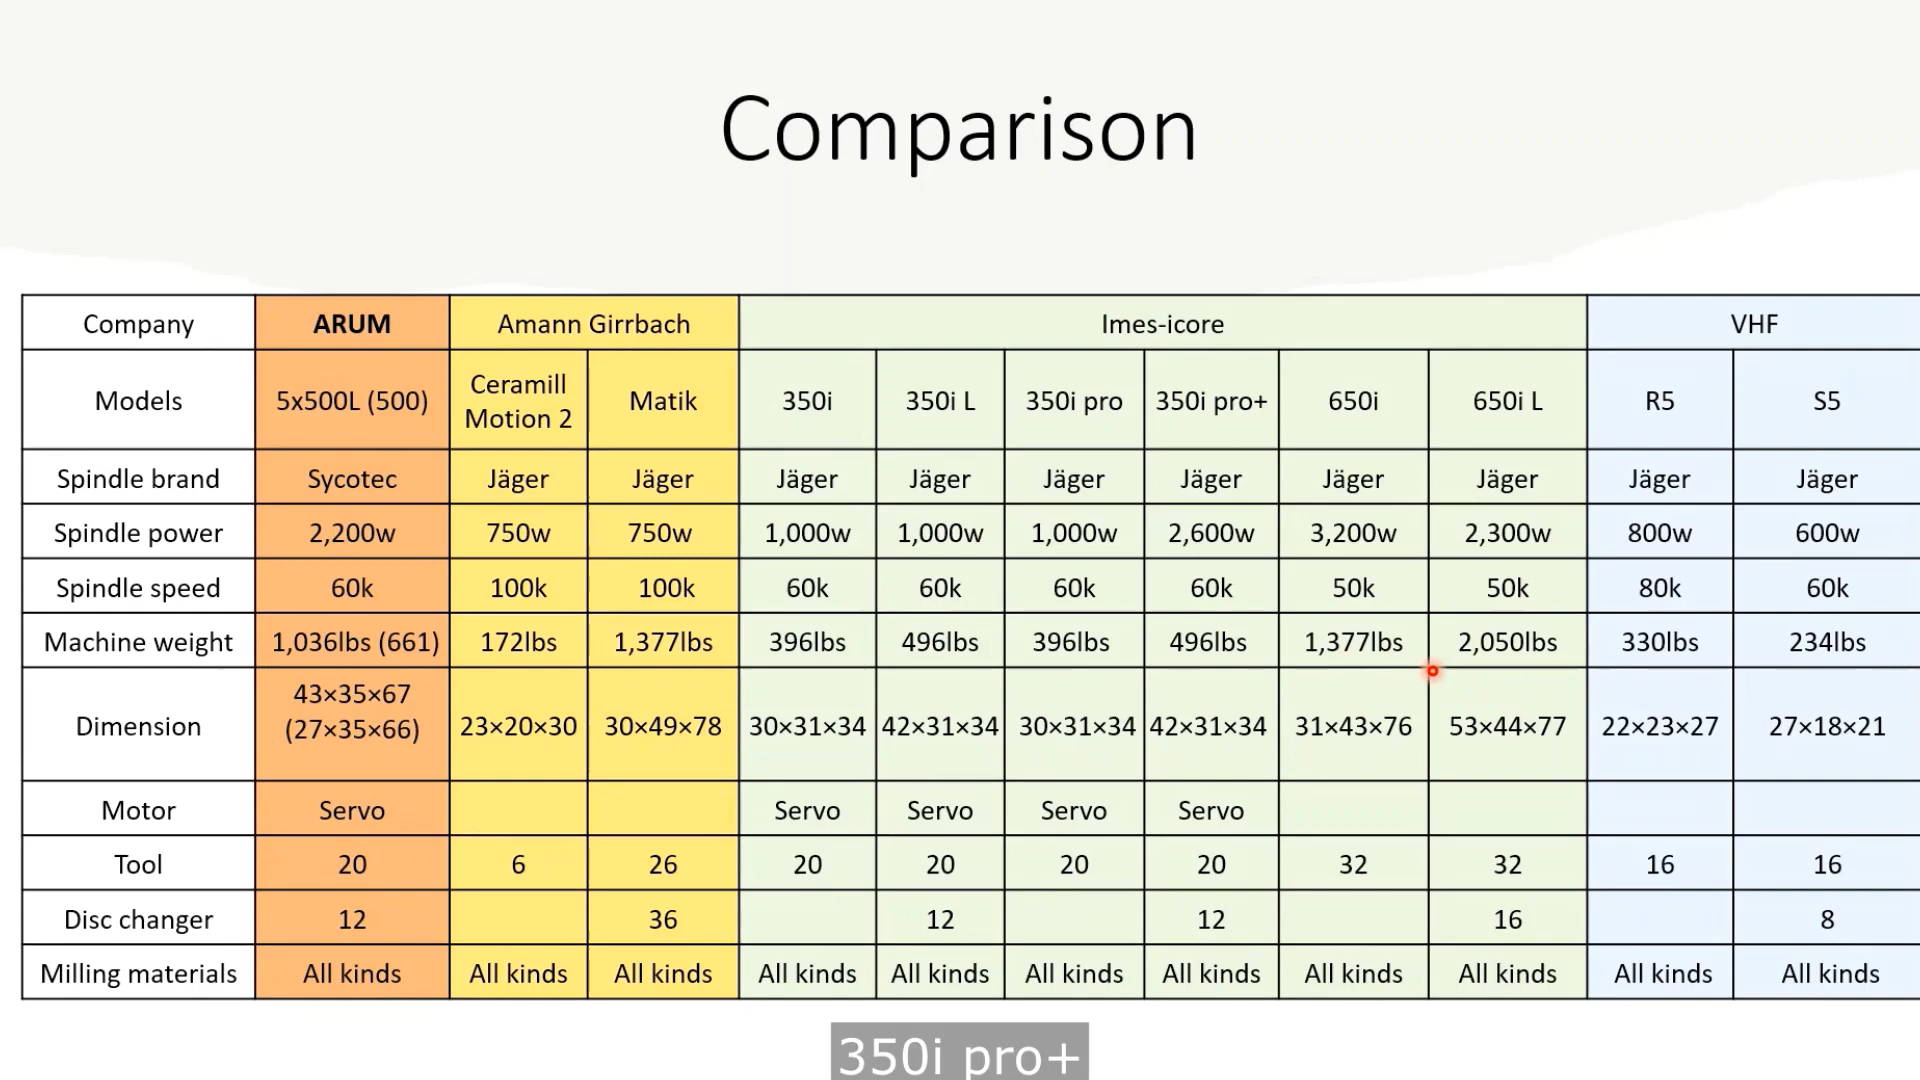 Comparison
Company ARUM Amann Girrbach Imes-icore VHF
Models 5x500L (500) Ceramill Motion 2 Matik 350i 350i L 350i pro 350i pro+ 650i 650i L R5 S5
Spindle brand Sycotec Jäger Jäger Jäger Jäger Jäger Jäger Jäger Jäger Jäger Jäger
Spindle power 2,200w 750w 750w 1,000w 1,000w 1,000w 2,600w 3,200w 2,300w 800w 600w
Spindle speed 60k 100k 100k 60k 60k 60k 60k 50k 50k 80k 60k
Machine weight 1,036lbs (661) 172lbs 1,377lbs 396lbs 496lbs 396lbs 496lbs 1,377lbs 2,050lbs 330lbs 234lbs
Dimension 43×35×67 (27×35×66) 23×20×30 30×49×78 30×31×34 42×31×34 30×31×34 42×31×34 31×43×76 53×44×77 22×23×27 27×18×21
Motor Servo Servo Servo Servo Servo
Tool 20 6 26 20 20 20 20 32 32 16 16
Disc changer 12 36 12 12 16 8
Milling materials All kinds All kinds All kinds All kinds All kinds All kinds All kinds All kinds All kinds All kinds All kinds
350i pro+